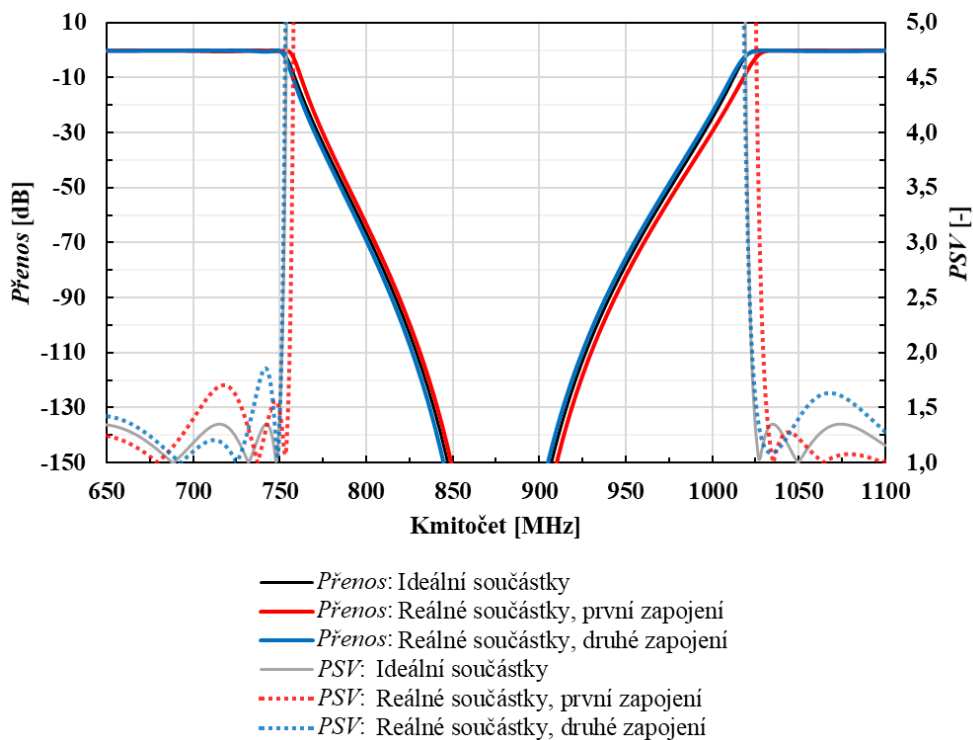 10
-10
-30
-50
-70
-90
-110
-130
-150
Přenos [dB]
5,0
4,5
4,0
3,5
3,0
2,5
2,0
1,5
1,0
PSV [-]
650 700 750 800 850 900 950 1000 1050 1100
Kmitočet [MHz]
Přenos: Ideální součástky
Přenos: Reálné součástky, první zapojení
Přenos: Reálné součástky, druhé zapojení
PSV: Ideální součástky
PSV: Reálné součástky, první zapojení
PSV: Reálné součástky, druhé zapojení